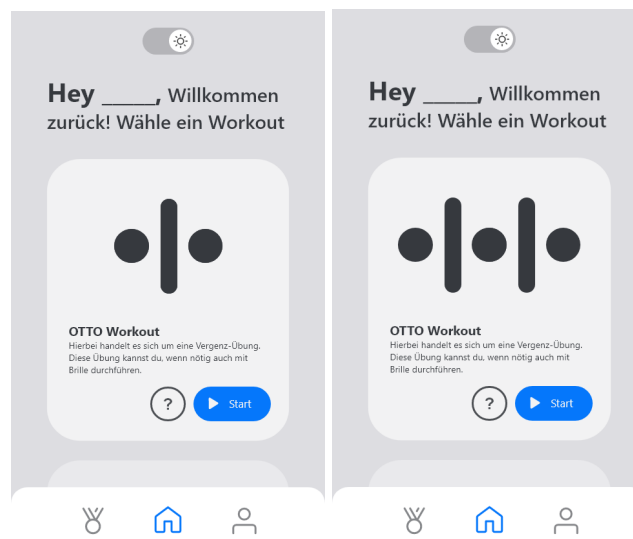 Hey _____, Willkommen
zurück! Wähle ein Workout
OTTO Workout
Hierbei handelt es sich um eine Vergenz-Übung.
Diese Übung kannst du, wenn nötig auch mit
Brille durchführen.
? Start
Hey _____, Willkommen
zurück! Wähle ein Workout
OTTO Workout
Hierbei handelt es sich um eine Vergenz-Übung.
Diese Übung kannst du, wenn nötig auch mit
Brille durchführen.
? Start